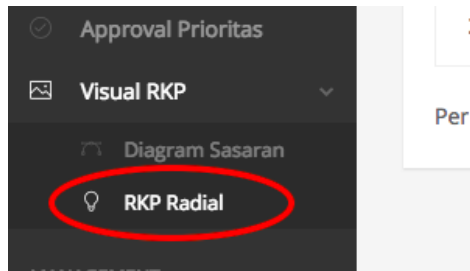 Approval Prioritas
Visual RKP
Per
Diagram Sasaran
RKP Radial